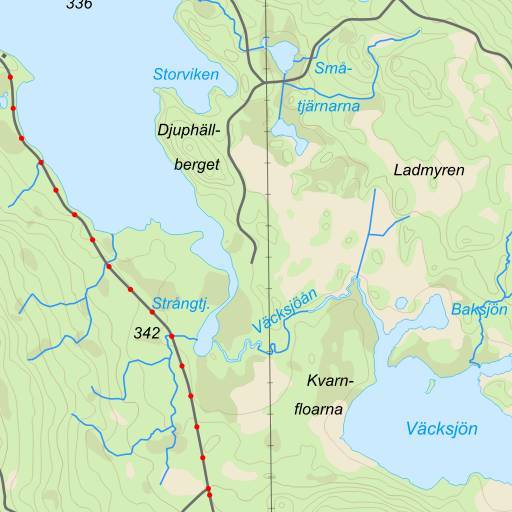 336
Storviken
Små-
tjärnarna
Djuphäll-
berget
Ladmyren
Strångtj.
Väcksjöån
Baksjön
342
Kvarn-
floarna
Väcksjön